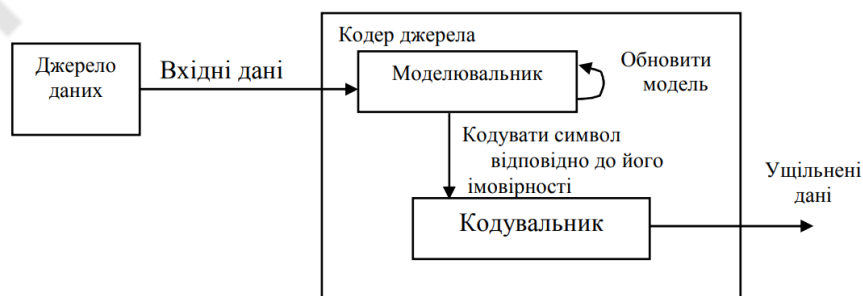 Кодер джерела
Джерело
даних
Вхідні дані
Моделювальник
Обновити
модель
Кодувати символ
відповідно до його
імовірності
Кодувальник
Ущільнені
дані